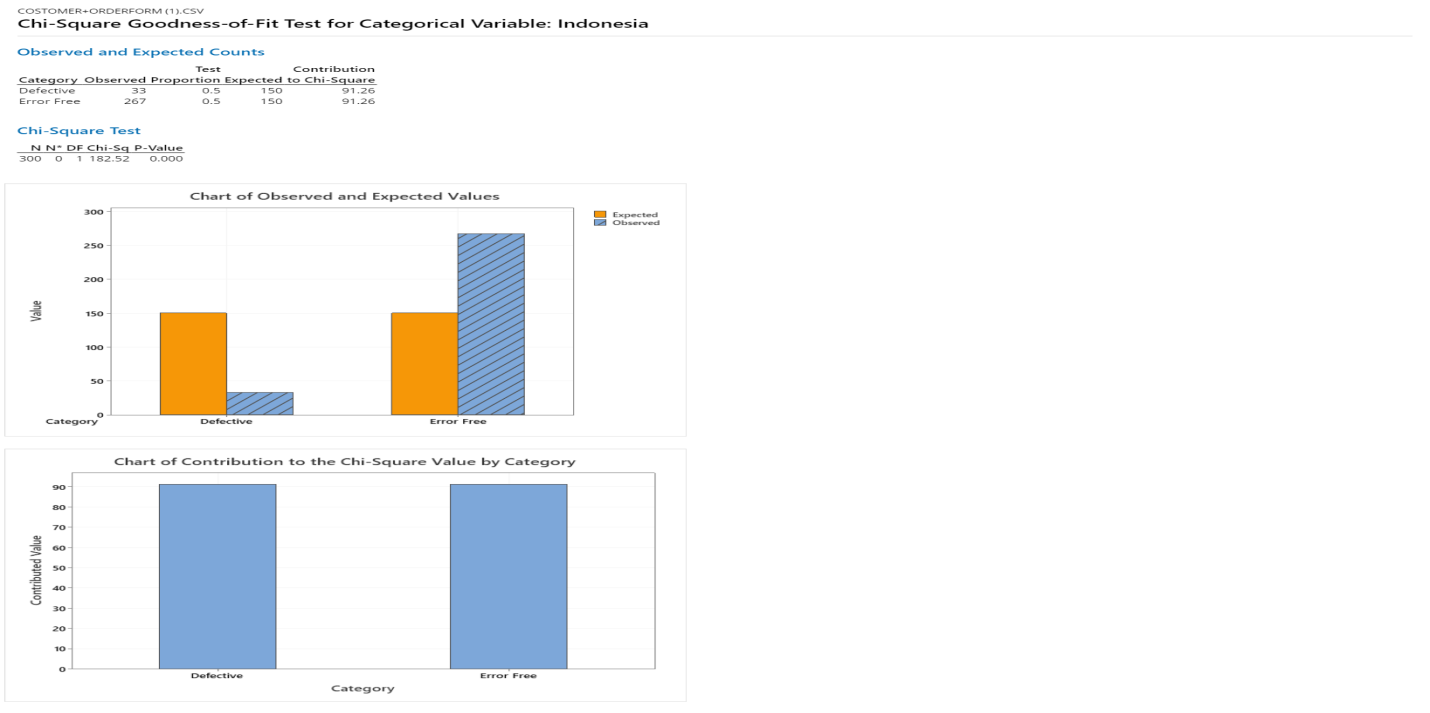 COSTOMER+ORDERFORM (1).CSV
Chi-Square Goodness-of-Fit Test for Categorical Variable: Indonesia
Observed and Expected Counts
Test Contribution
Category Observed Proportion Expected to Chi-Square
Defective 33 0.5 150 91.26
Error Free 267 0.5 150 91.26
Chi-Square Test
N N* DF Chi-Sq P-Value
300 0 1 182.52 0.000
Chart of Observed and Expected Values
Expected
Observed
300
250
200
150
100
50
0
Value
Category Defective Error Free
Chart of Contribution to the Chi-Square Value by Category
90
80
70
60
50
40
30
20
10
0
Contributed Value
Defective Error Free
Category